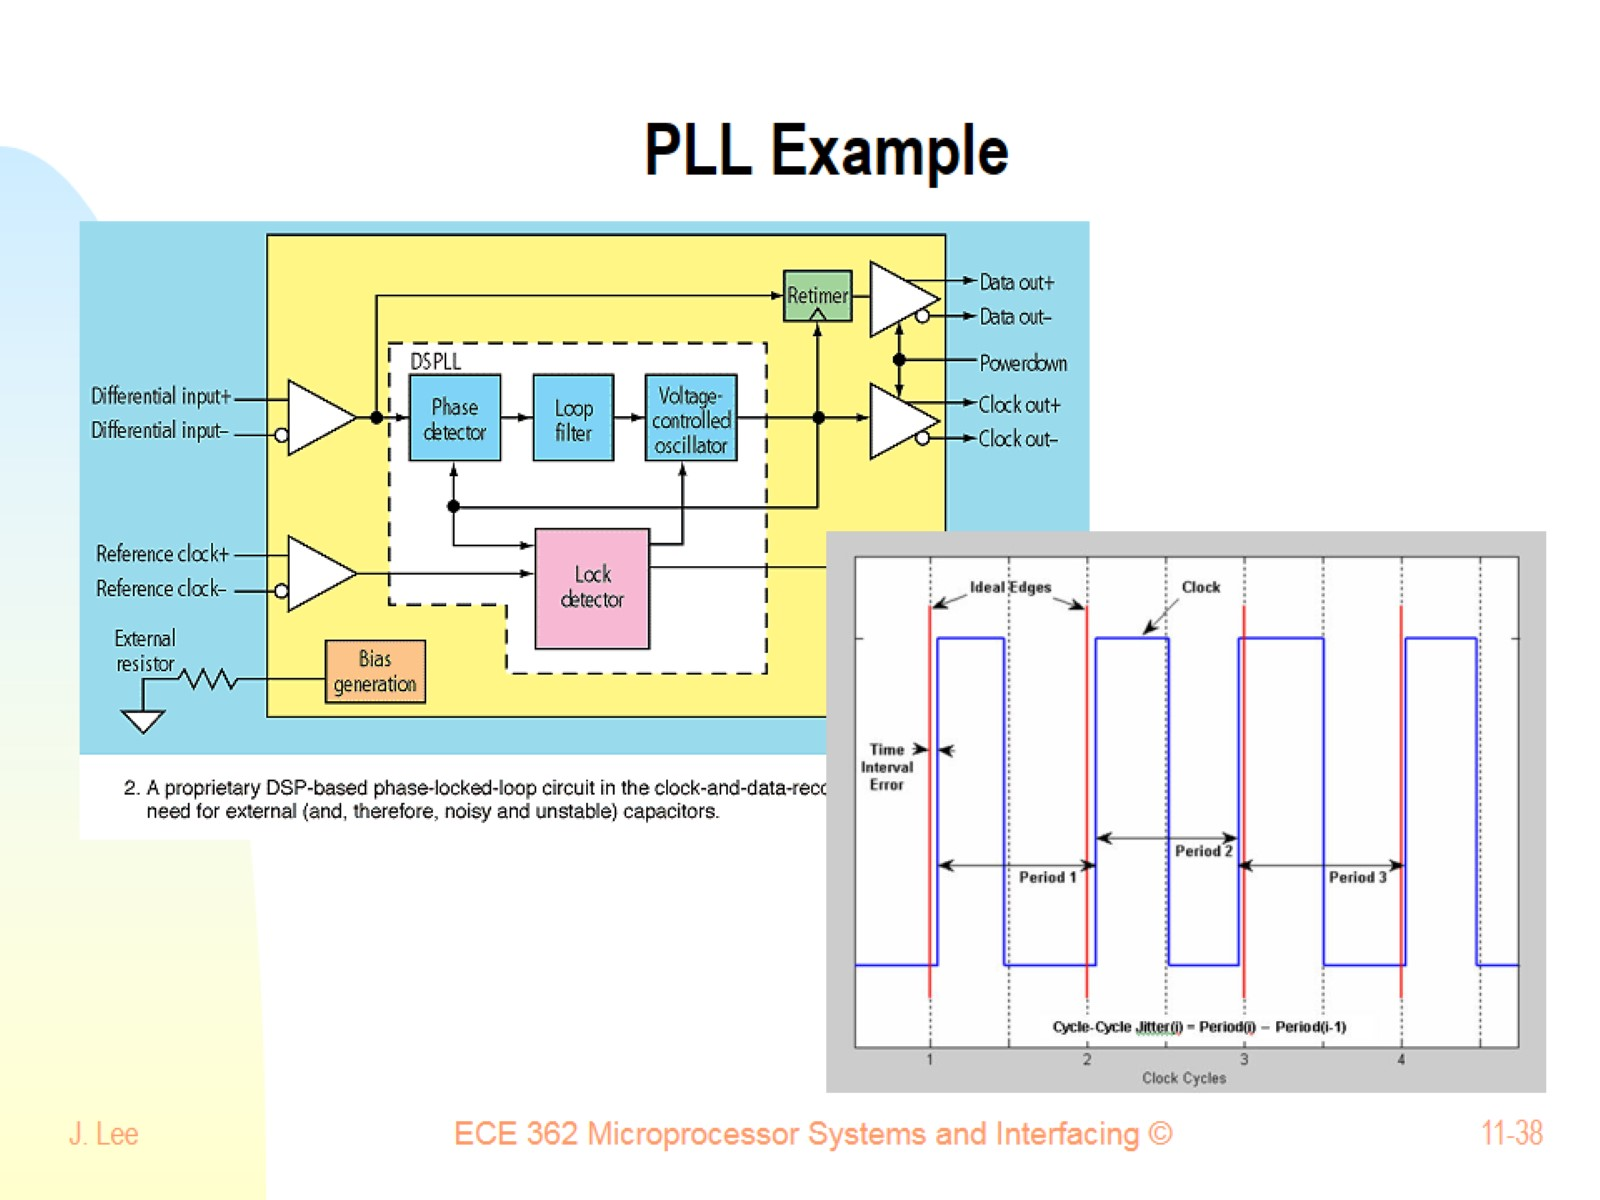 PLL Example
Retimer
Data out+
Data out–
Powerdown
Clock out+
Clock out–
DSPLL
Differential input+
Differential input–
Phase
detector
Loop
filter
Voltage-
controlled
oscillator
Reference clock+
Reference clock–
Lock
detector
External
resistor
Bias
generation
2. A proprietary DSP-based phase-locked-loop circuit in the clock-and-data-reco
need for external (and, therefore, noisy and unstable) capacitors.
Ideal Edges
Clock
Time
Interval
Error
Period 1
Period 2
Period 3
Cycle-Cycle Jitter(i) = Period(i) – Period(i-1)
1 2 3 4
Clock Cycles
J. Lee
ECE 362 Microprocessor Systems and Interfacing ©
11-38